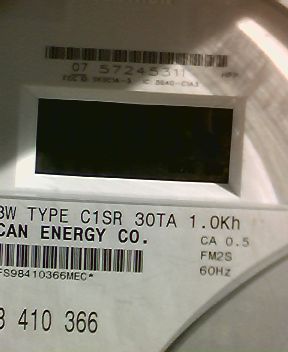 07 57245311
3W TYPE C1SR 30TA 1.0Kh
CAN ENERGY CO.
CA 0.5
FM2S
60Hz
FS98410366MEC*
8 410 366